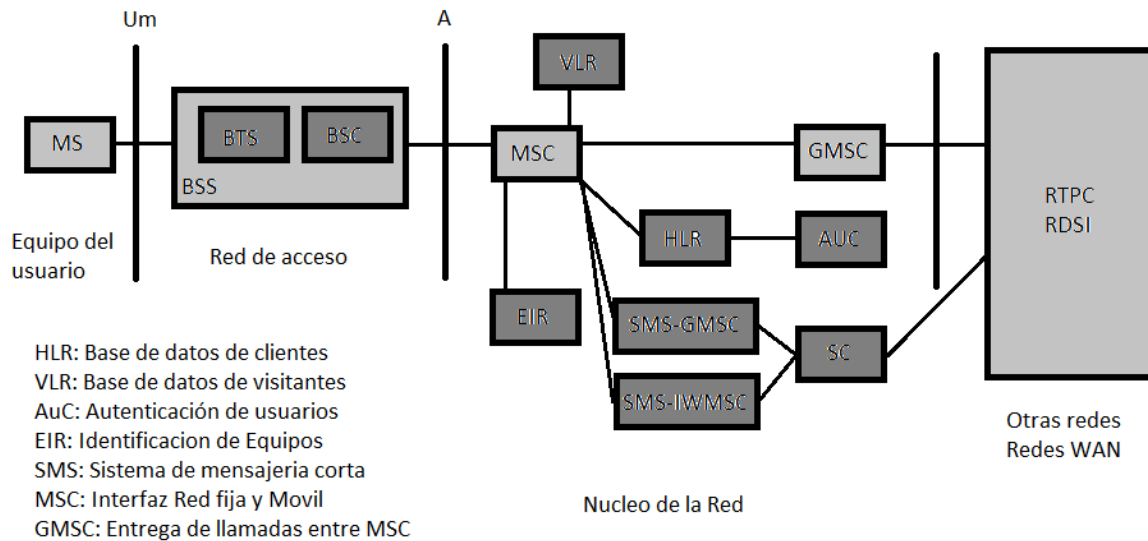 Um
A
VLR
MS
BTS
BSC
BSS
MSC
GMSC
RTPC
RDSI
HLR
AUC
Equipo del
usuario
Red de acceso
EIR
SMS-GMSC
SC
SMS-IWMSC
HLR: Base de datos de clientes
VLR: Base de datos de visitantes
AuC: Autenticación de usuarios
EIR: Identificacion de Equipos
SMS: Sistema de mensajeria corta
MSC: Interfaz Red fija y Movil
GMSC: Entrega de llamadas entre MSC
Nucleo de la Red
Otras redes
Redes WAN